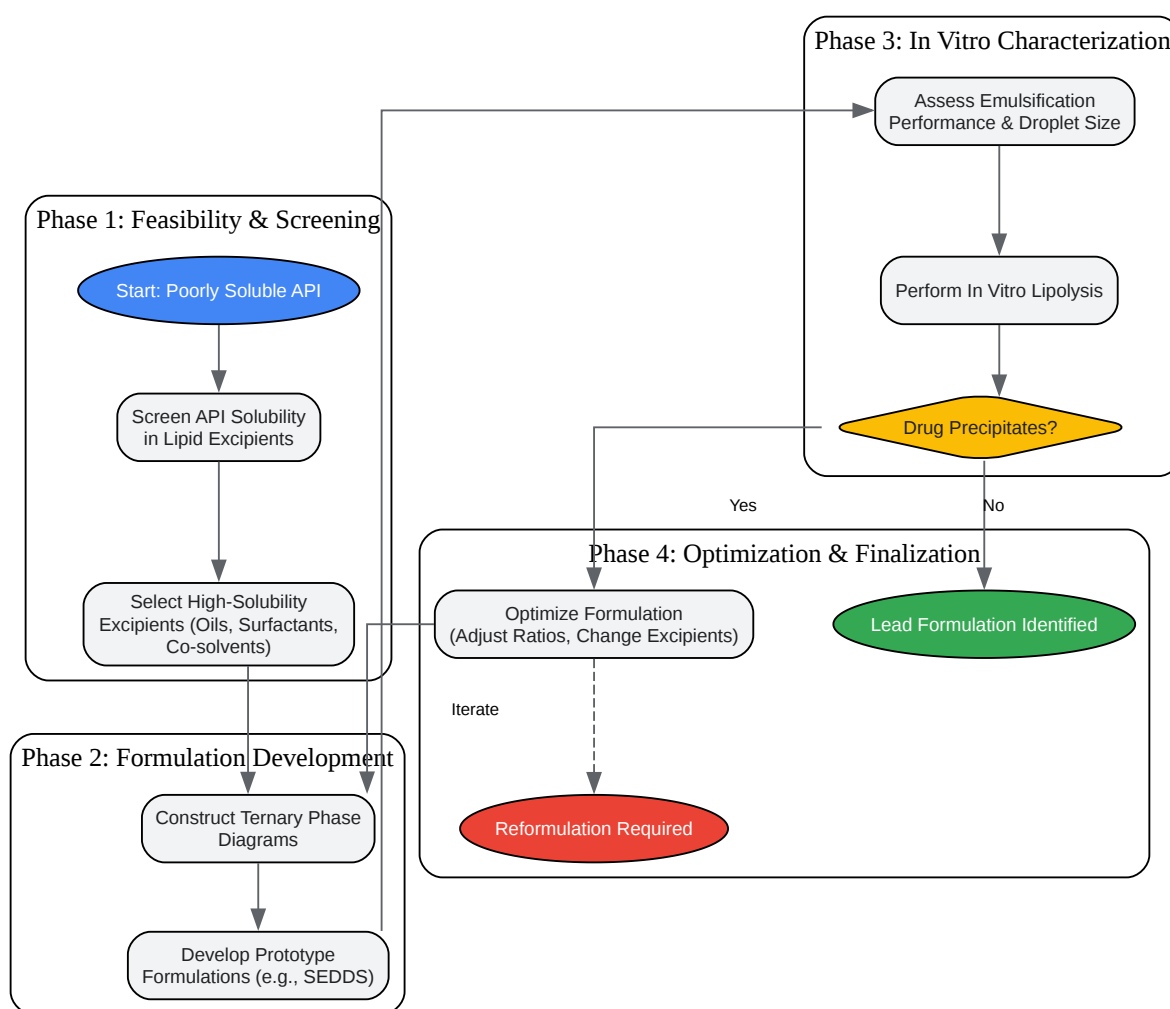 Phase 1: Feasibility & Screening
Start: Poorly Soluble API
Screen API Solubility
in Lipid Excipients
Select High-Solubility
Excipients (Oils, Surfactants,
Co-solvents)
Phase 2: Formulation Development
Construct Ternary Phase
Diagrams
Develop Prototype
Formulations (e.g., SEDDS)
Phase 3: In Vitro Characterization
Assess Emulsification
Performance & Droplet Size
Perform In Vitro Lipolysis
Drug Precipitates?
Yes
No
Phase 4: Optimization & Finalization
Optimize Formulation
(Adjust Ratios, Change Excipients)
Lead Formulation Identified
Iterate
Reformulation Required